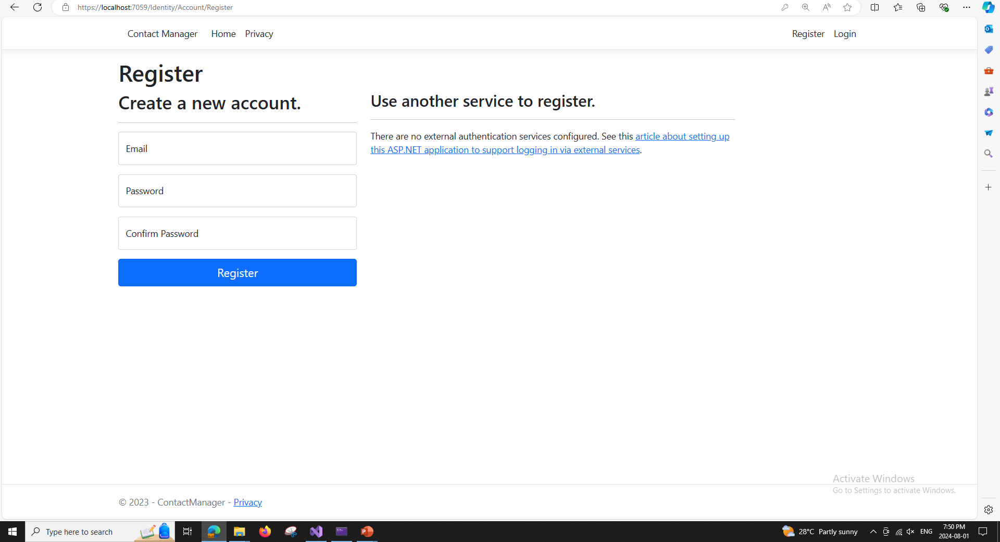 https://localhost:7059/Identity/Account/Register
Contact Manager Home Privacy Register Login
Register
Create a new account.
Use another service to register.
There are no external authentication services configured. See this article about setting up
this ASP.NET application to support logging in via external services.
Email
Password
Confirm Password
Register
Activate Windows
Go to Settings to activate Windows.
© 2023 - ContactManager - Privacy
Type here to search
28°C Partly sunny
ENG
7:50 PM
2024-08-01